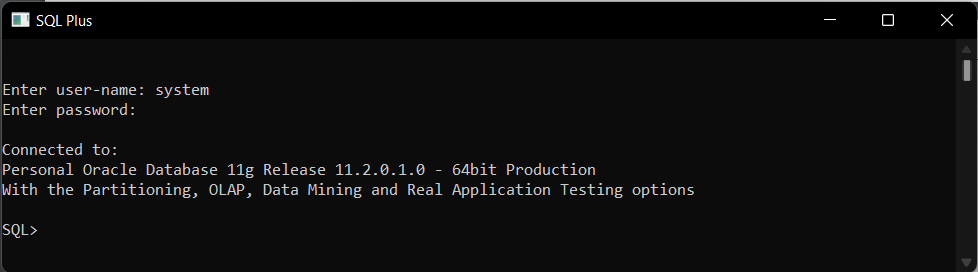 SQL Plus
Enter user-name: system
Enter password:
Connected to:
Personal Oracle Database 11g Release 11.2.0.1.0 - 64bit Production
With the Partitioning, OLAP, Data Mining and Real Application Testing options
SQL>